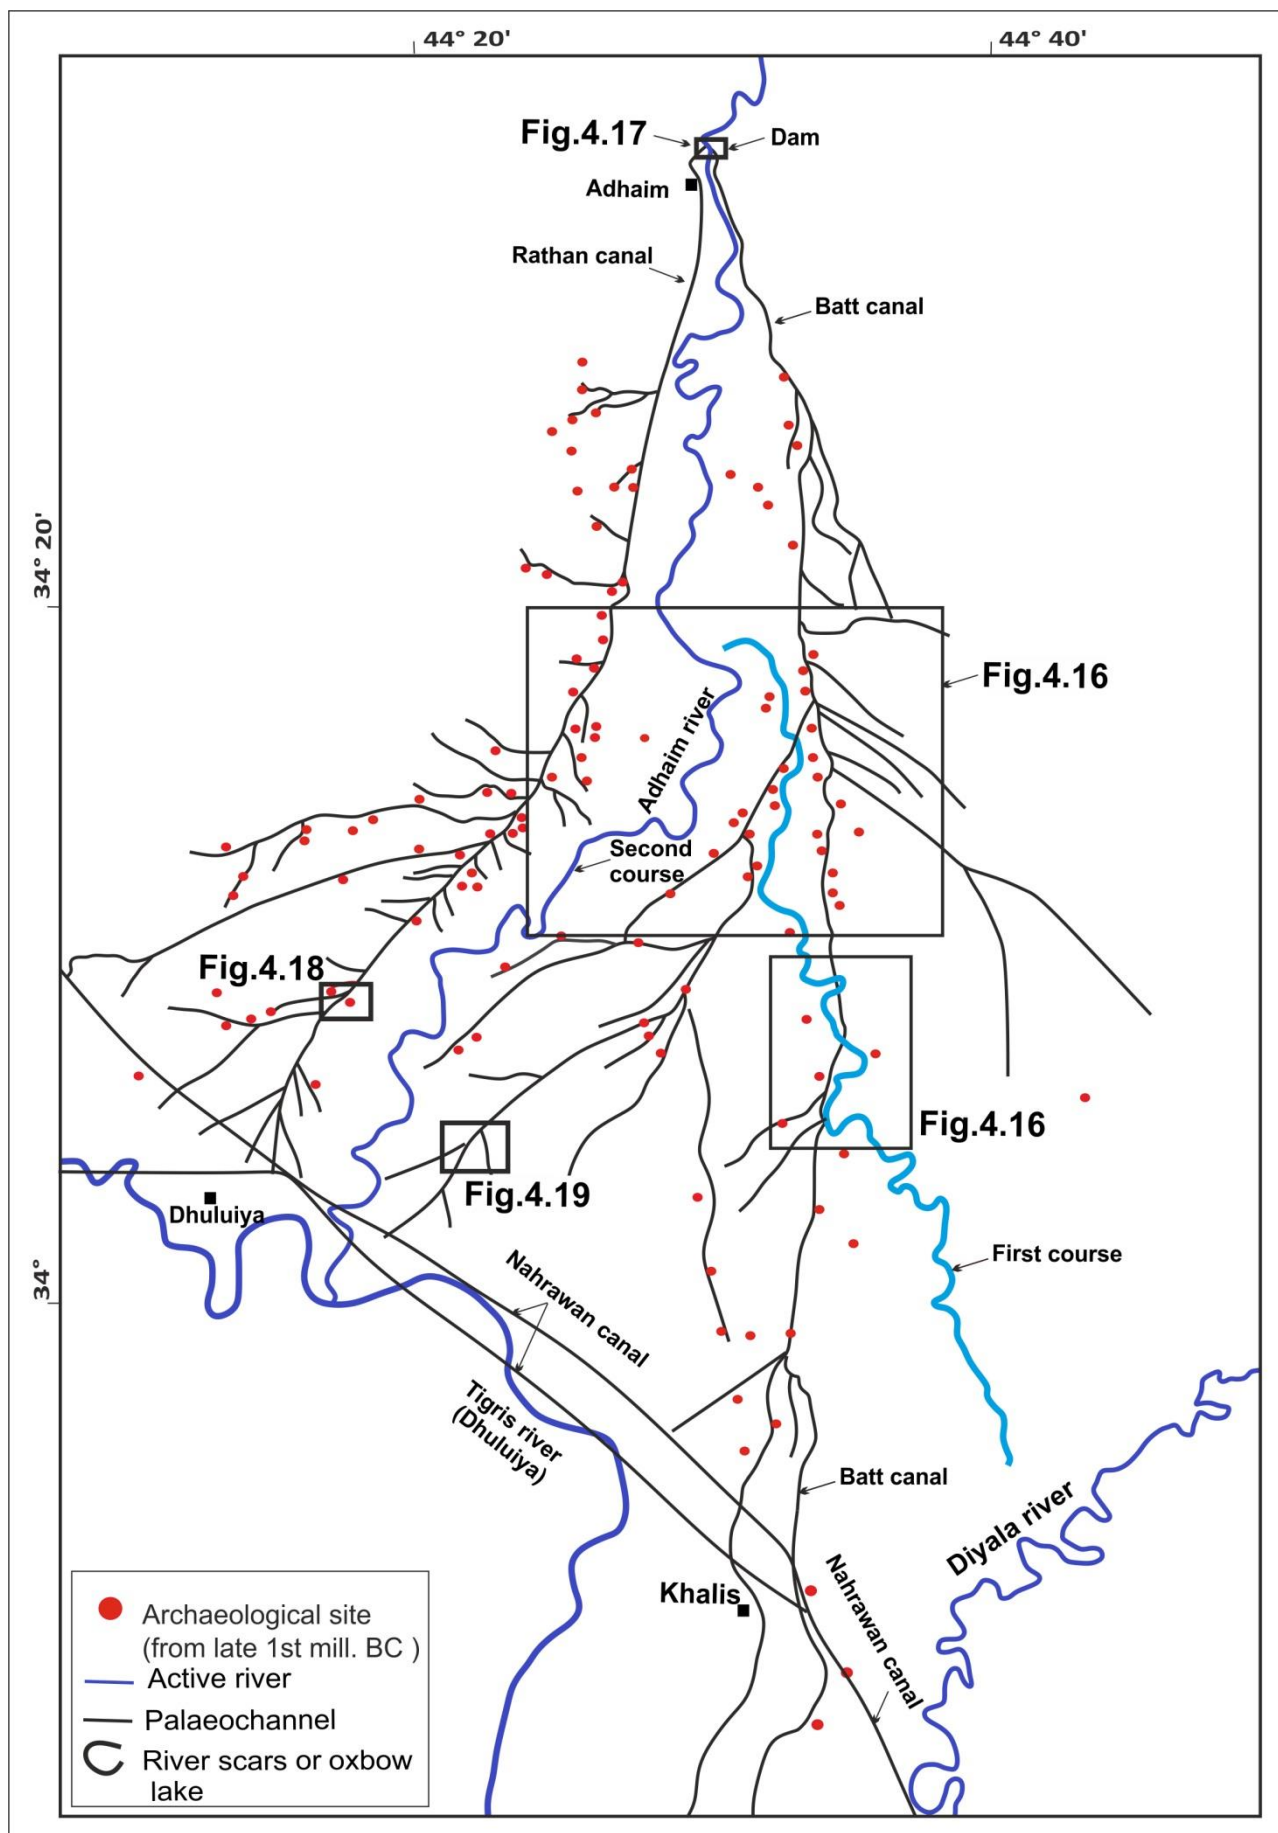 44° 20'
44° 40'
Fig.4.17
Dam
Adhaim
Rathan canal
Batt canal
34° 20'
Fig.4.16
Adhaim river
Second
course
Fig.4.18
Fig.4.16
Fig.4.19
Dhuluiya
First course
34°
Nahrawan canal
Tigris river
(Dhuluiya)
Batt canal
Diyala river
Khalis
Nahrawan canal
Archaeological site
(from late 1st mill. BC )
Active river
Palaeochannel
River scars or oxbow
lake